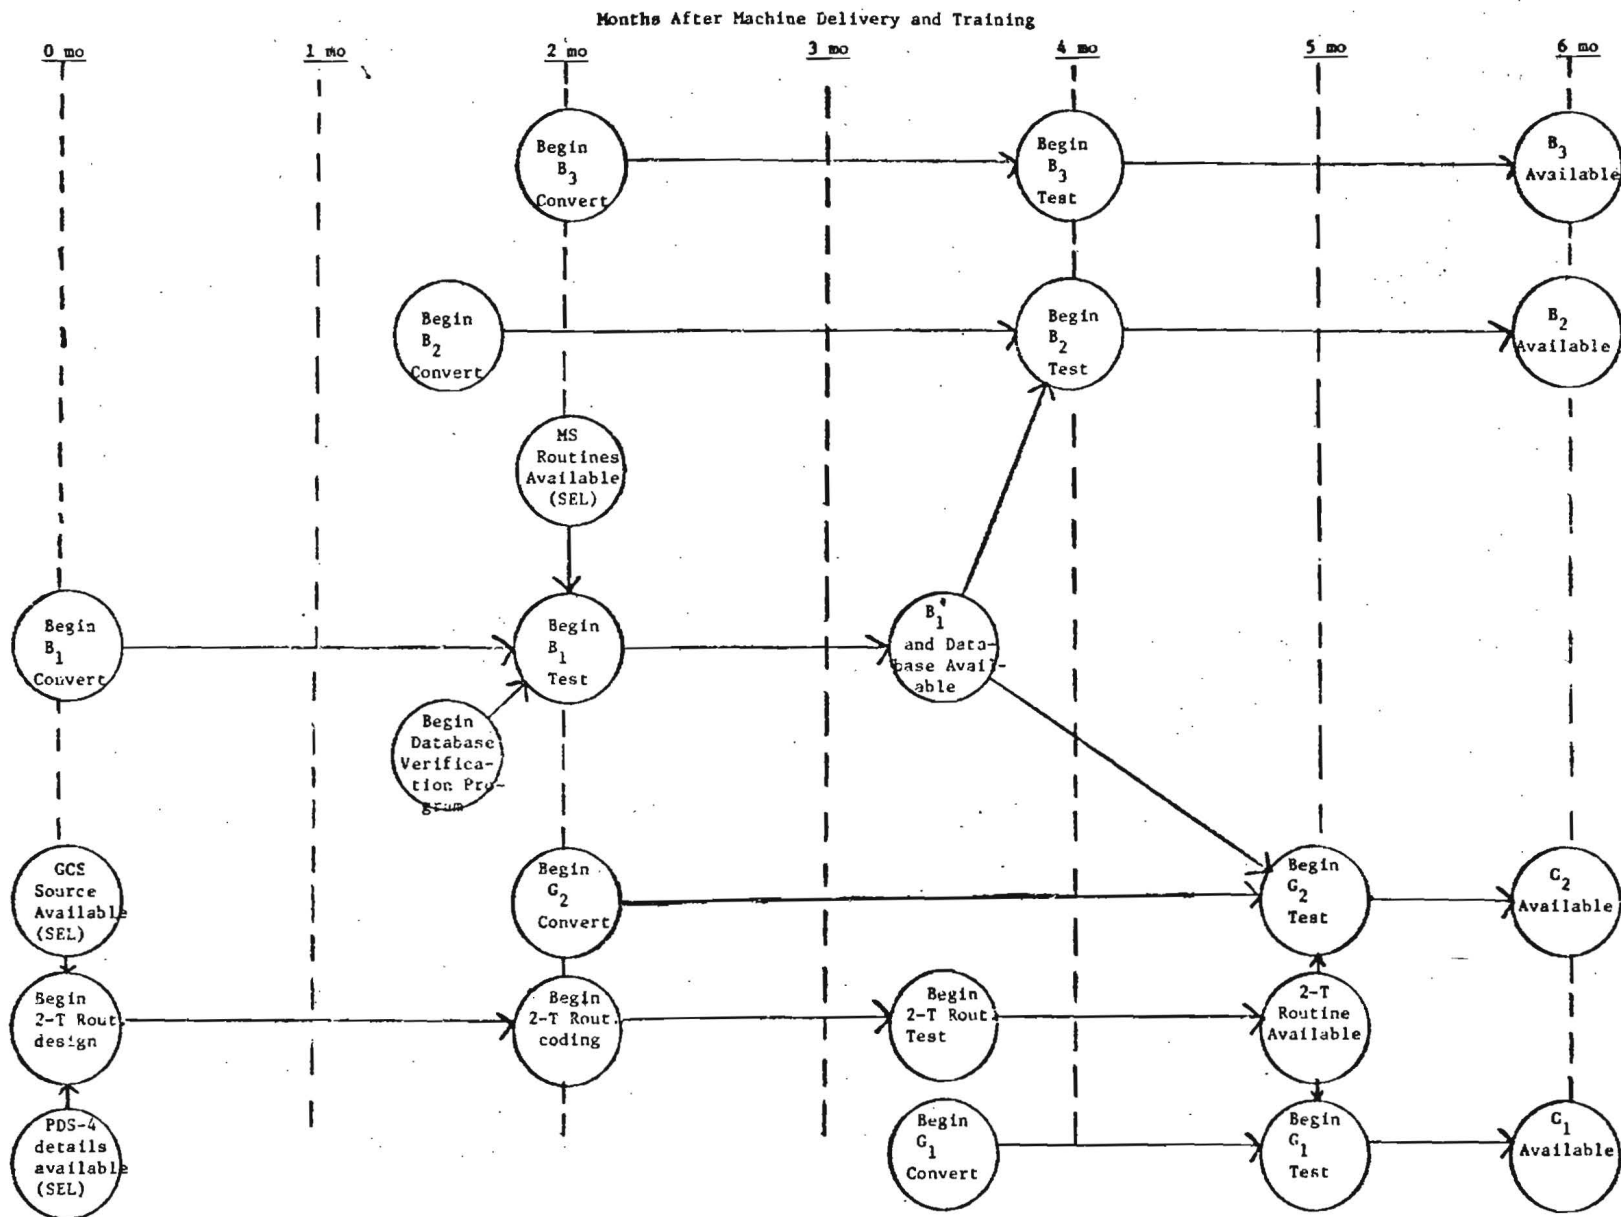 Months After Machine Delivery and Training
0 mo
1 mo
2 mo
3 mo
4 mo
5 mo
6 mo
Begin
B3
Convert
Begin
B3
Test
B3
Available
Begin
B2
Convert
Begin
B2
Test
B2
Available
MS
Routines
Available
(SEL)
Begin
B1
Convert
Begin
B1
Test
B1
and Data-
base Avail-
able
Begin
Database
Verifica-
tion Pro-
gram
GCS
Source
Available
(SEL)
Begin
G2
Convert
Begin
G2
Test
G2
Available
Begin
2-T Rout.
design
Begin
2-T Rout.
coding
Begin
2-T Rout.
Test
2-T
Routine
Available
PDS-4
details
available
(SEL)
Begin
G1
Convert
Begin
G1
Test
G1
Available